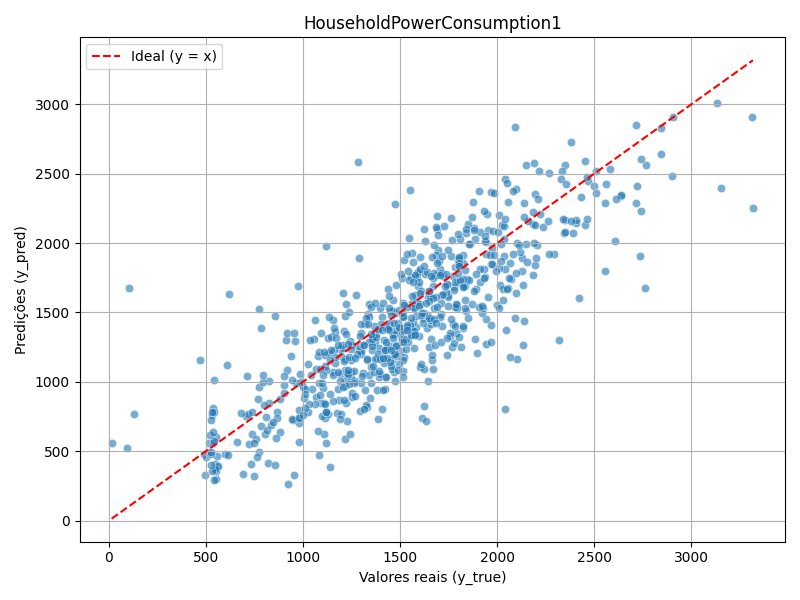 HouseholdPowerConsumption1
Ideal (y = x)
Predições (y_pred)
3000
2500
2000
1500
1000
500
0
0 500 1000 1500 2000 2500 3000
Valores reais (y_true)